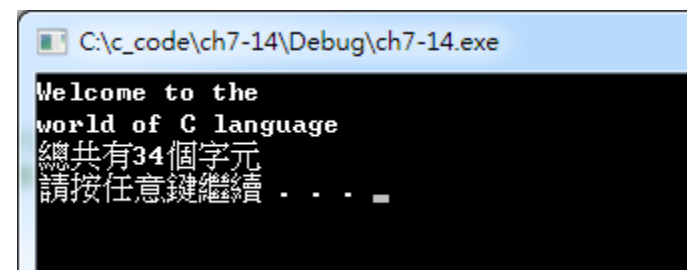 C:\c_code\ch7-14\Debug\ch7-14.exe
Welcome to the
world of C language
總共有34個字元
請按任意鍵繼續 . . .